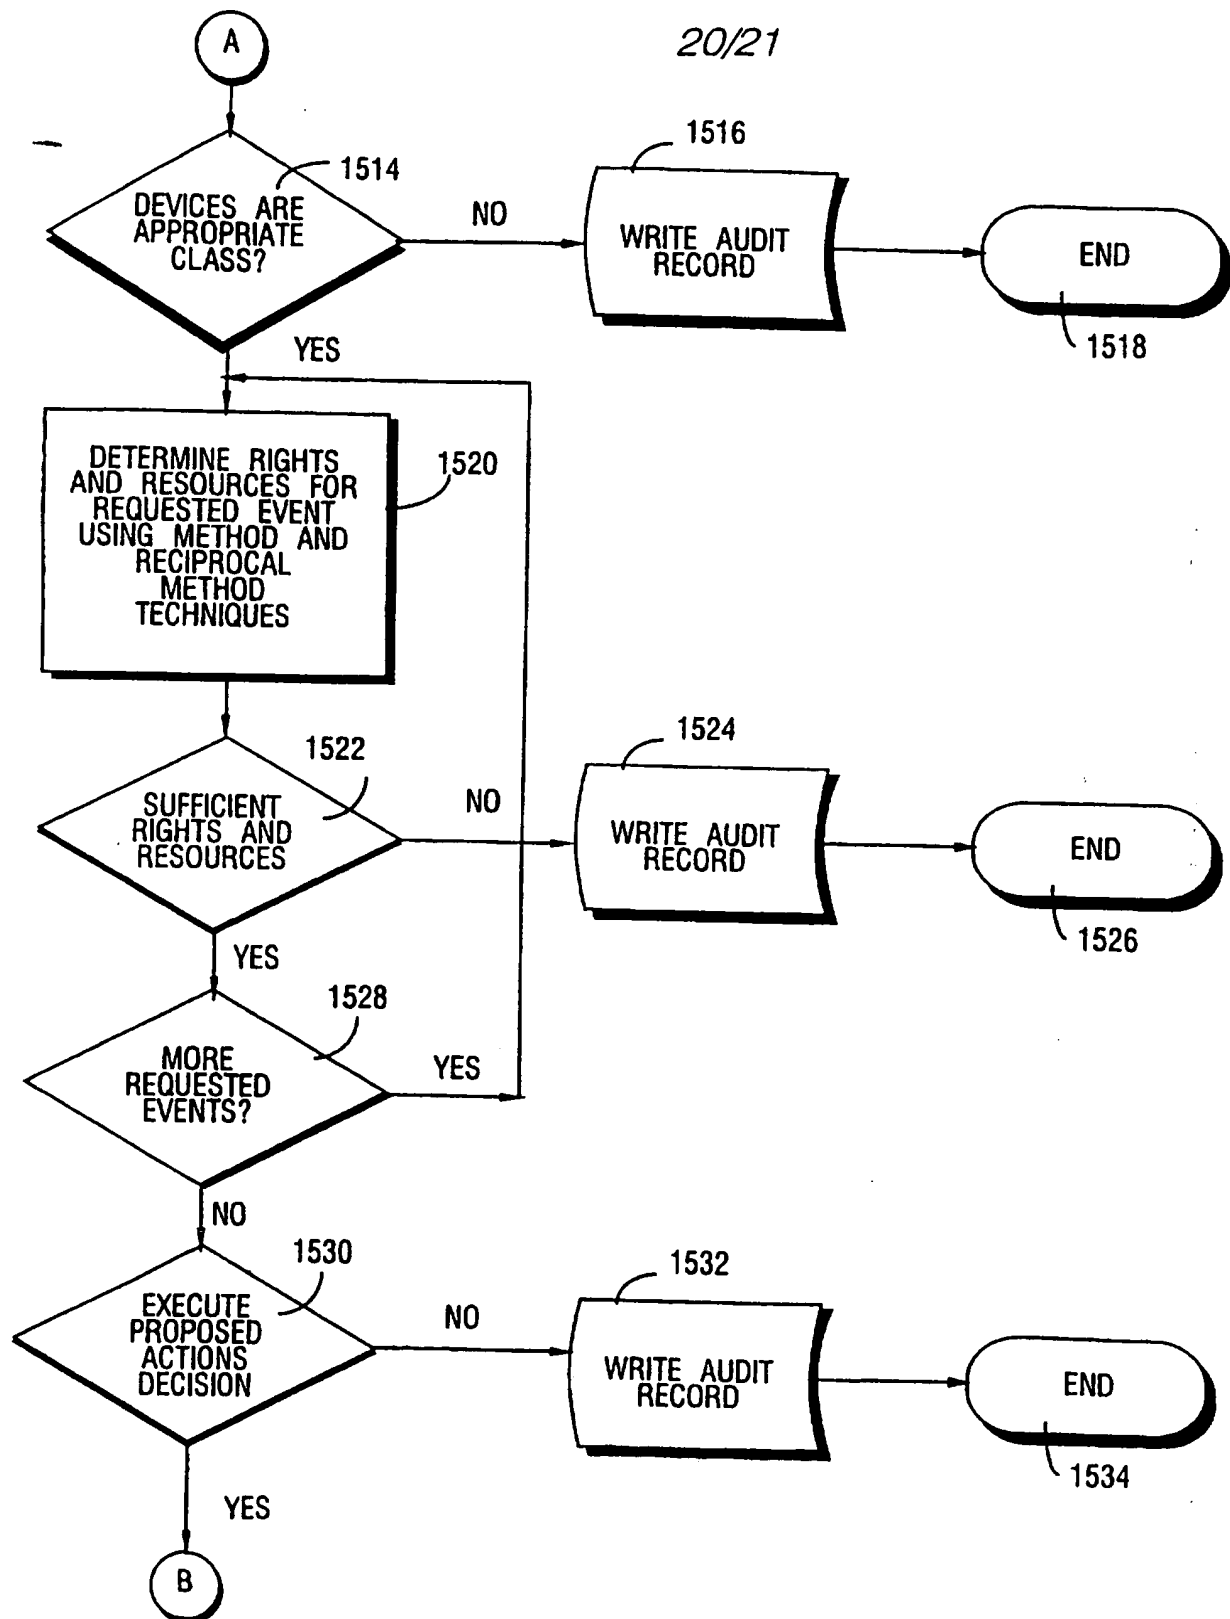 A
20/21
1514
DEVICES ARE
APPROPRIATE
CLASS?
NO
1516
WRITE AUDIT
RECORD
END
1518
YES
DETERMINE RIGHTS
AND RESOURCES FOR
REQUESTED EVENT
USING METHOD AND
RECIPROCAL
METHOD
TECHNIQUES
1520
1522
SUFFICIENT
RIGHTS AND
RESOURCES
NO
1524
WRITE AUDIT
RECORD
END
1526
YES
1528
MORE
REQUESTED
EVENTS?
YES
NO
1530
EXECUTE
PROPOSED
ACTIONS
DECISION
NO
1532
WRITE AUDIT
RECORD
END
1534
YES
B